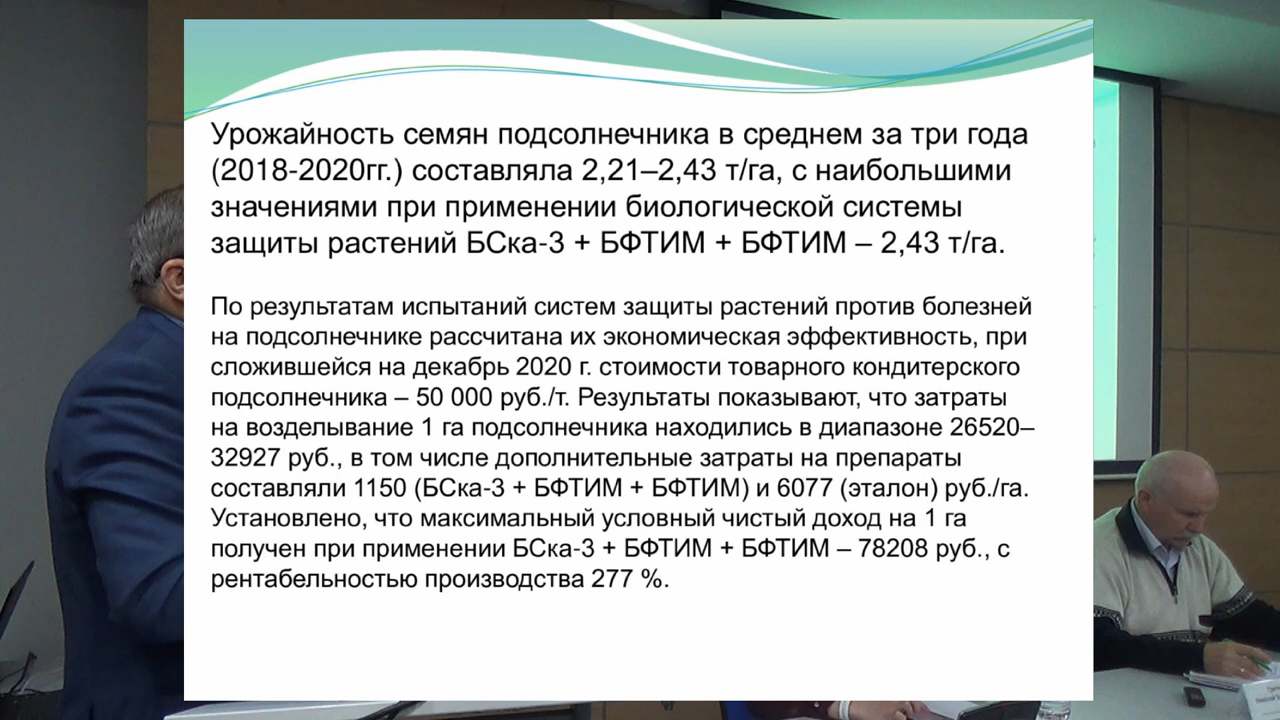 Урожайность семян подсолнечника в среднем за три года
(2018-2020гг.) составляла 2,21–2,43 т/га, с наибольшими
значениями при применении биологической системы
защиты растений БСка-3 + БФТИМ + БФТИМ – 2,43 т/га.
По результатам испытаний систем защиты растений против болезней
на подсолнечнике рассчитана их экономическая эффективность, при
сложившейся на декабрь 2020 г. стоимости товарного кондитерского
подсолнечника – 50 000 руб./т. Результаты показывают, что затраты
на возделывание 1 га подсолнечника находились в диапазоне 26520–
32927 руб., в том числе дополнительные затраты на препараты
составляли 1150 (БСка-3 + БФТИМ + БФТИМ) и 6077 (эталон) руб./га.
Установлено, что максимальный условный чистый доход на 1 га
получен при применении БСка-3 + БФТИМ + БФТИМ – 78208 руб., с
рентабельностью производства 277 %.